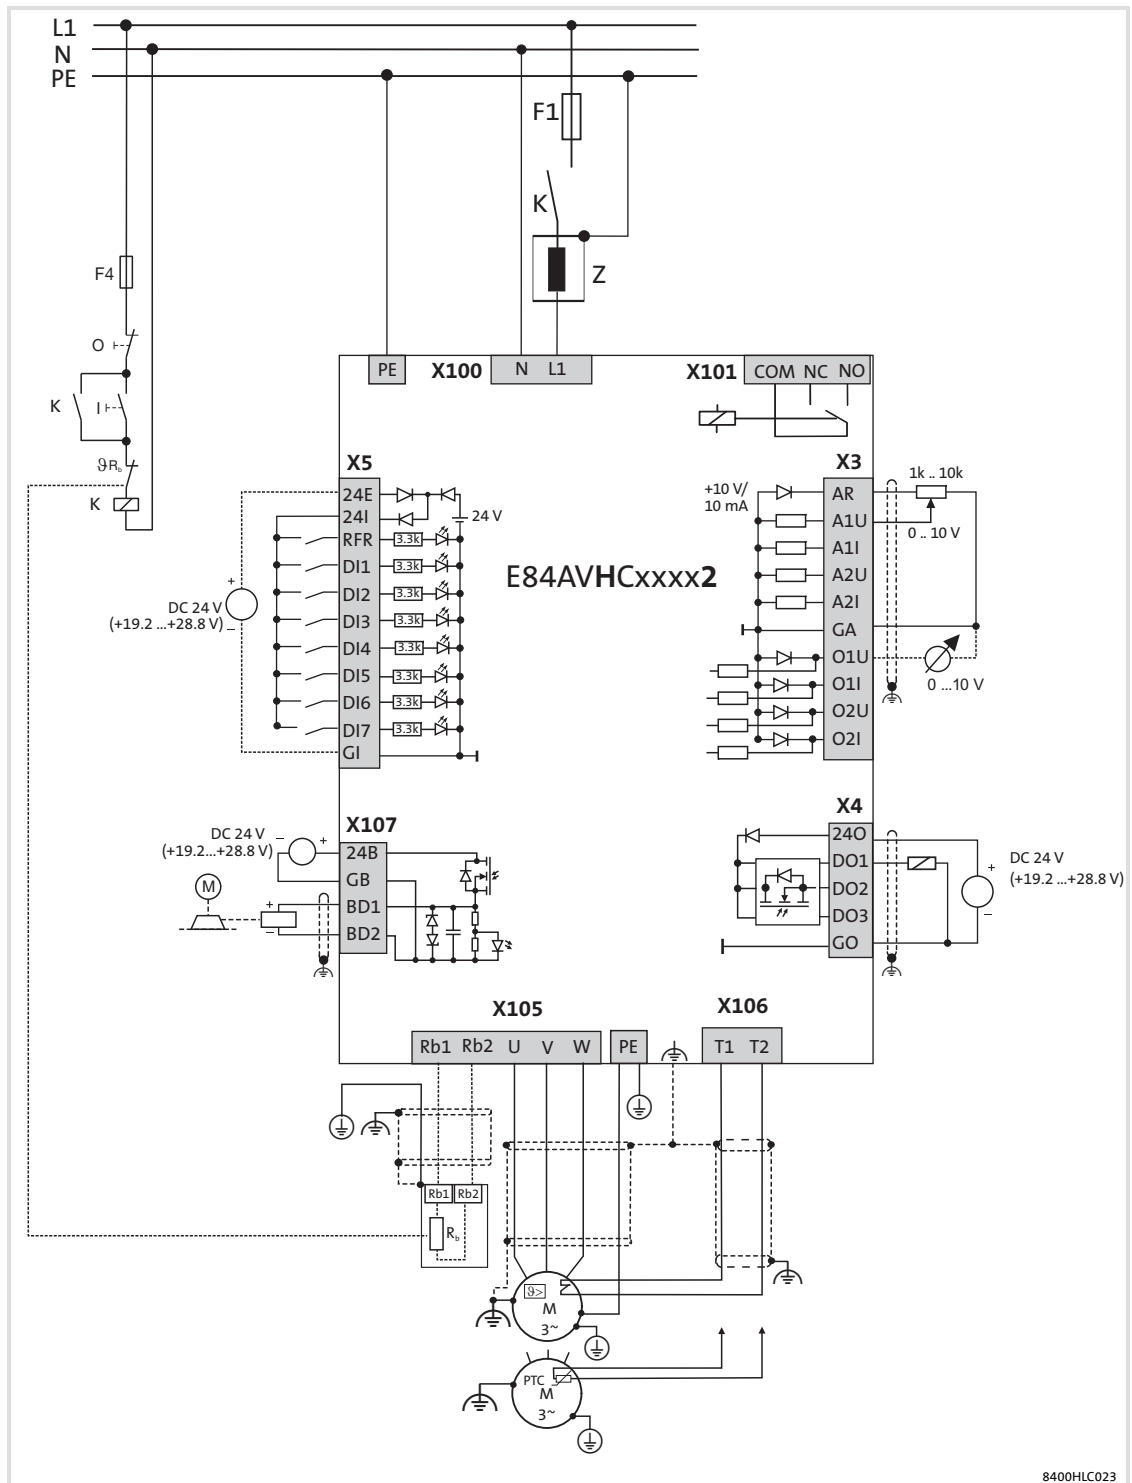 L1
N
PE
F1
K
Z
F4
O
K
I
ϑRb
K
PE
X100
N L1
X101
COM NC NO
X5
24E
24I
RFR
DI1
DI2
DI3
DI4
DI5
DI6
DI7
GI
24 V
3.3k
3.3k
3.3k
3.3k
3.3k
3.3k
3.3k
3.3k
+
DC 24 V
(+19.2 ...+28.8 V)
–
E84AVHCxxxx2
X3
+10 V/
10 mA
AR
A1U
A1I
A2U
A2I
GA
O1U
O1I
O2U
O2I
1k .. 10k
0 .. 10 V
0 ...10 V
X107
DC 24 V
(+19.2...+28.8 V)
– +
24B
GB
BD1
BD2
M
+
–
X4
24O
DO1
DO2
DO3
GO
+
DC 24 V
(+19.2 ...+28.8 V)
–
X105
Rb1 Rb2 U V W
PE
X106
T1 T2
Rb1 Rb2
Rb
ϑ>
M
3~
PTC
M
3~
8400HLC023